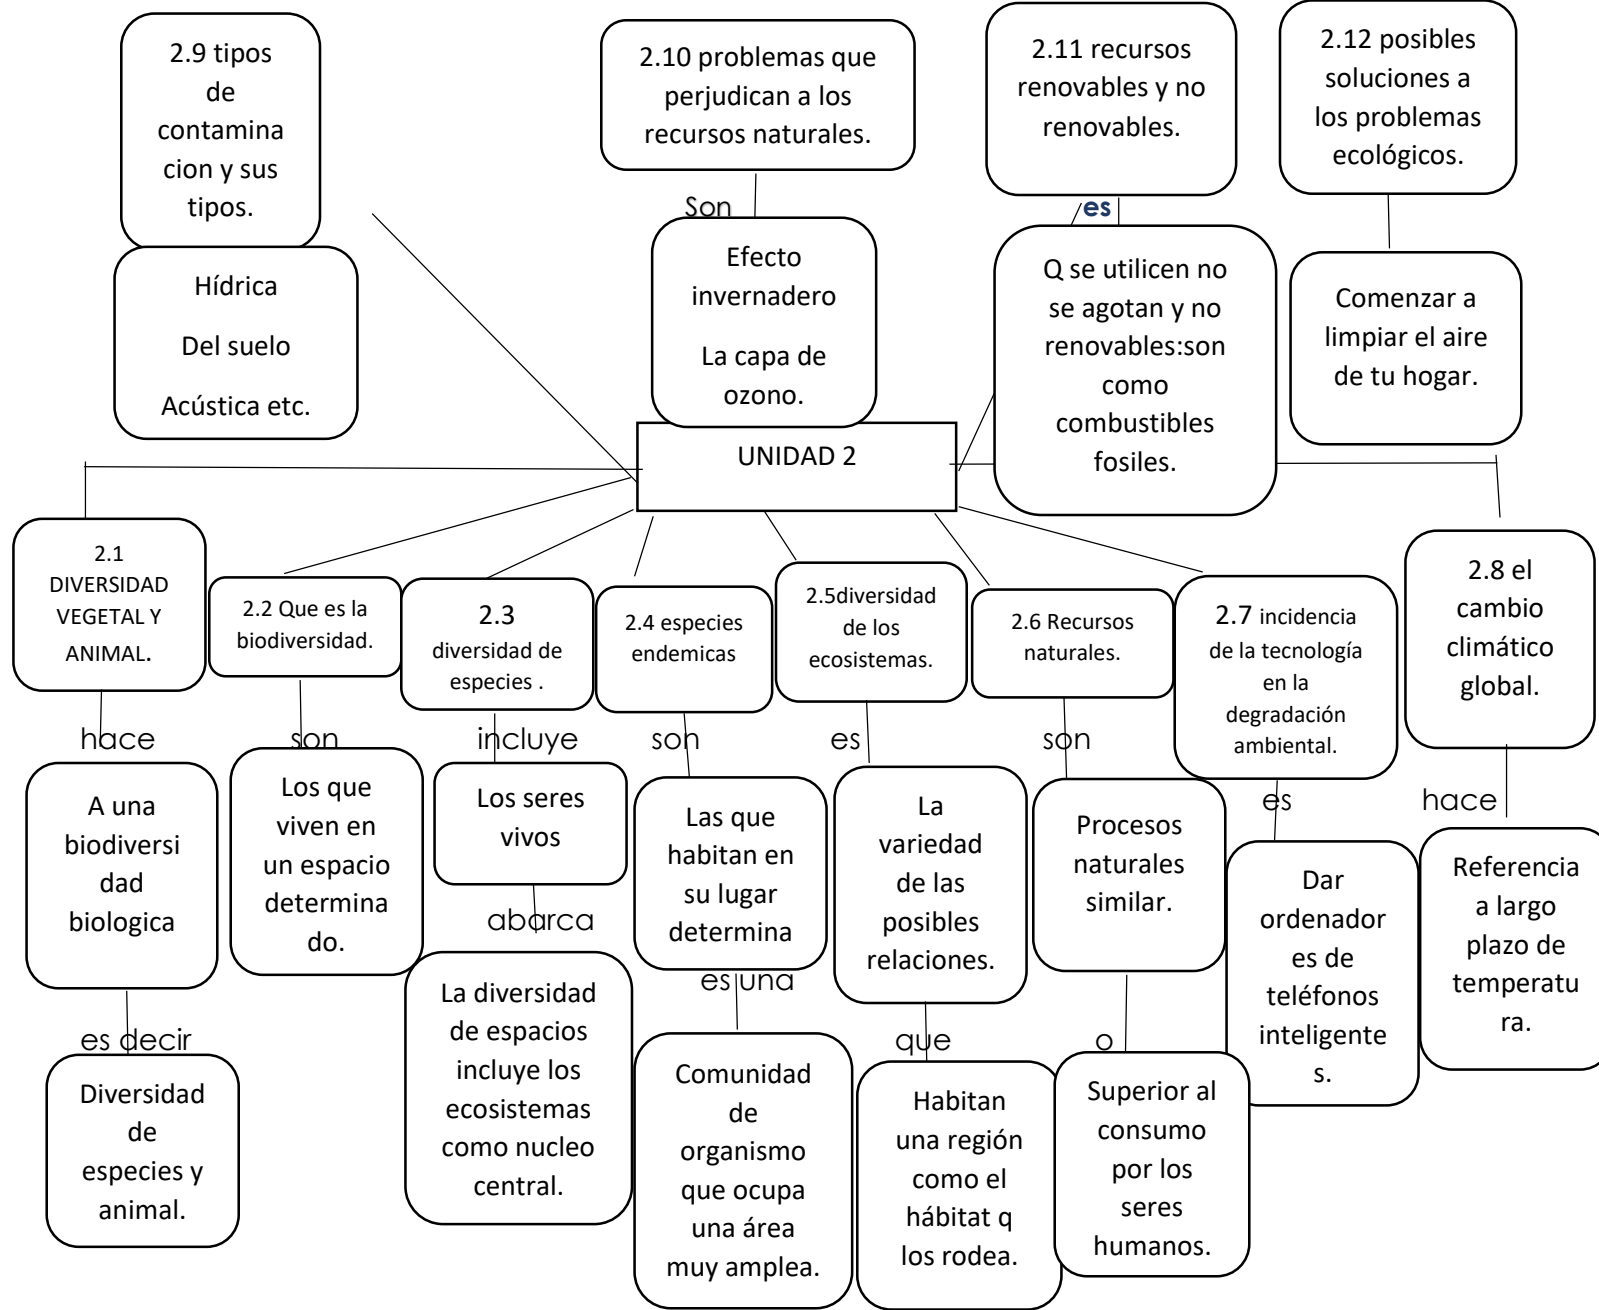 2.9 tipos
de
contamina
cion y sus
tipos.
Hídrica
Del suelo
Acústica etc.
2.10 problemas que
perjudican a los
recursos naturales.
Son
Efecto
invernadero
La capa de
ozono.
2.11 recursos
renovables y no
renovables.
es
Q se utilicen no
se agotan y no
renovables:son
como
combustibles
fosiles.
2.12 posibles
soluciones a
los problemas
ecológicos.
Comenzar a
limpiar el aire
de tu hogar.
UNIDAD 2
2.1
DIVERSIDAD
VEGETAL Y
ANIMAL.
hace
A una
biodiversi
dad
biologica
es decir
Diversidad
de
especies y
animal.
2.2 Que es la
biodiversidad.
son
Los que
viven en
un espacio
determina
do.
2.3
diversidad de
especies .
incluye
Los seres
vivos
abarca
La diversidad
de espacios
incluye los
ecosistemas
como nucleo
central.
2.4 especies
endemicas
son
Las que
habitan en
su lugar
determina
es una
Comunidad
de
organismo
que ocupa
una área
muy amplea.
2.5diversidad
de los
ecosistemas.
es
La
variedad
de las
posibles
relaciones.
que
Habitan
una región
como el
hábitat q
los rodea.
2.6 Recursos
naturales.
son
Procesos
naturales
similar.
o
Superior al
consumo
por los
seres
humanos.
2.7 incidencia
de la tecnología
en la
degradación
ambiental.
es
Dar
ordenador
es de
teléfonos
inteligente
s.
2.8 el
cambio
climático
global.
hace
Referencia
a largo
plazo de
temperatu
ra.